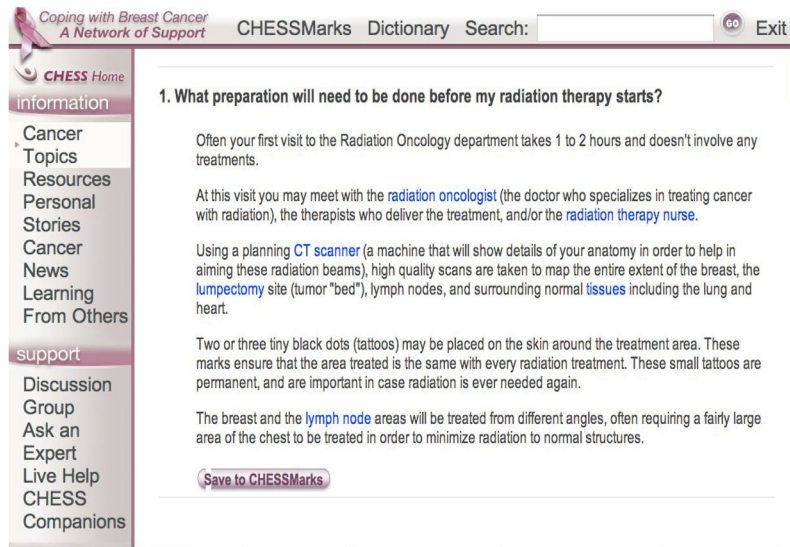 Coping with Breast Cancer
A Network of Support
CHESSMarks Dictionary Search: GO Exit
CHESS Home
information
Cancer
Topics
Resources
Personal
Stories
Cancer
News
Learning
From Others
support
Discussion
Group
Ask an
Expert
Live Help
CHESS
Companions
1. What preparation will need to be done before my radiation therapy starts?
Often your first visit to the Radiation Oncology department takes 1 to 2 hours and doesn't involve any
treatments.
At this visit you may meet with the radiation oncologist (the doctor who specializes in treating cancer
with radiation), the therapists who deliver the treatment, and/or the radiation therapy nurse.
Using a planning CT scanner (a machine that will show details of your anatomy in order to help in
aiming these radiation beams), high quality scans are taken to map the entire extent of the breast, the
lumpectomy site (tumor "bed"), lymph nodes, and surrounding normal tissues including the lung and
heart.
Two or three tiny black dots (tattoos) may be placed on the skin around the treatment area. These
marks ensure that the area treated is the same with every radiation treatment. These small tattoos are
permanent, and are important in case radiation is ever needed again.
The breast and the lymph node areas will be treated from different angles, often requiring a fairly large
area of the chest to be treated in order to minimize radiation to normal structures.
Save to CHESSMarks